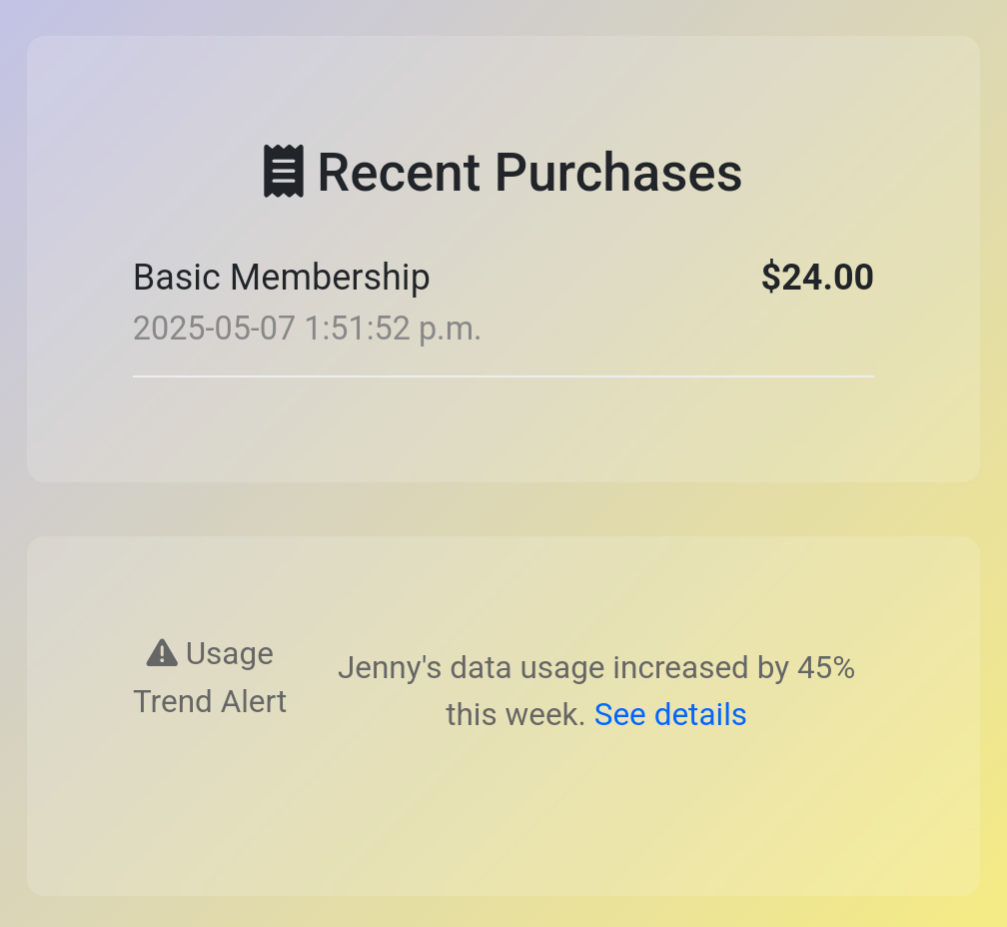 Recent Purchases
Basic Membership $24.00
2025-05-07 1:51:52 p.m.
Usage
Trend Alert
Jenny's data usage increased by 45%
this week. See details